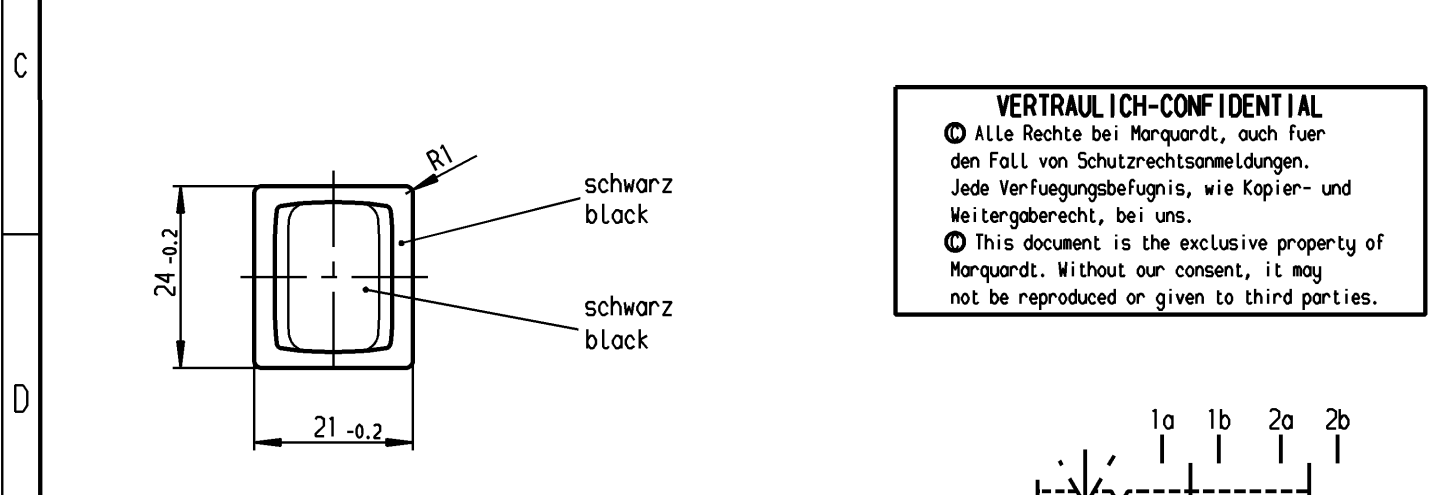 C
VERTRAULICH-CONFIDENTIAL
© Alle Rechte bei Marquardt, auch fuer
den Fall von Schutzrechtsanmeldungen.
Jede Verfuegungsbefugnis, wie Kopier- und
Weitergaberecht, bei uns.
© This document is the exclusive property of
Marquardt. Without our consent, it may
not be reproduced or given to third parties.
R1
schwarz
black
24 -0.2
schwarz
black
D
21 -0.2
1a 1b 2a 2b